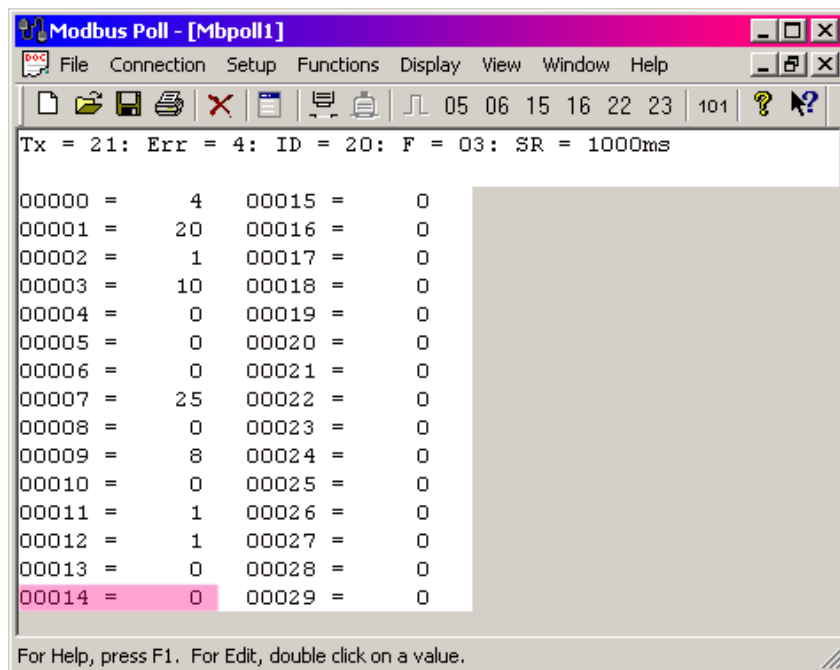 Modbus Poll - [Mbpoll1]
DOC File Connection Setup Functions Display View Window Help
05 06 15 16 22 23 101
Tx = 21: Err = 4: ID = 20: F = 03: SR = 1000ms
00000 = 4 00015 = 0
00001 = 20 00016 = 0
00002 = 1 00017 = 0
00003 = 10 00018 = 0
00004 = 0 00019 = 0
00005 = 0 00020 = 0
00006 = 0 00021 = 0
00007 = 25 00022 = 0
00008 = 0 00023 = 0
00009 = 8 00024 = 0
00010 = 0 00025 = 0
00011 = 1 00026 = 0
00012 = 1 00027 = 0
00013 = 0 00028 = 0
00014 = 0 00029 = 0
For Help, press F1. For Edit, double click on a value.